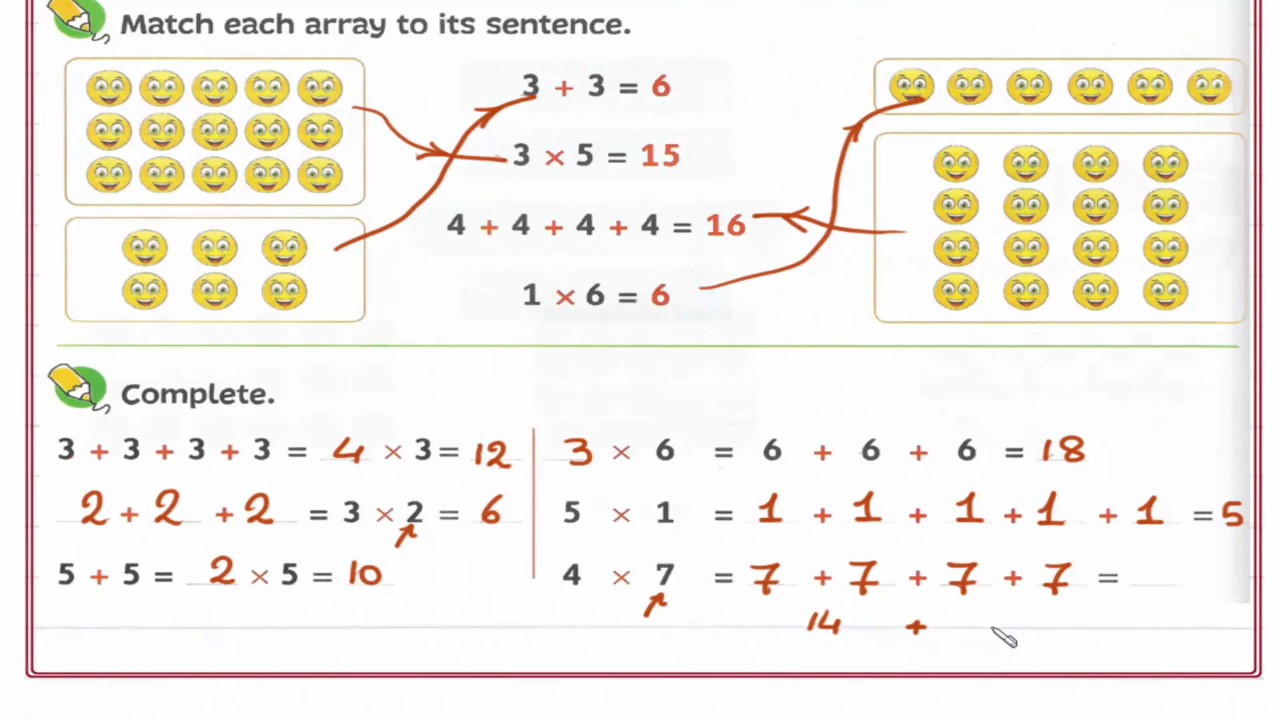 Match each array to its sentence.
3 + 3 = 6
3 × 5 = 15
4 + 4 + 4 + 4 = 16
1 × 6 = 6
Complete.
3 + 3 + 3 + 3 = 4 × 3 = 12
2 + 2 + 2 = 3 × 2 = 6
5 + 5 = 2 × 5 = 10
3 × 6 = 6 + 6 + 6 = 18
5 × 1 = 1 + 1 + 1 + 1 + 1 = 5
4 × 7 = 7 + 7 + 7 + 7 =
14 +